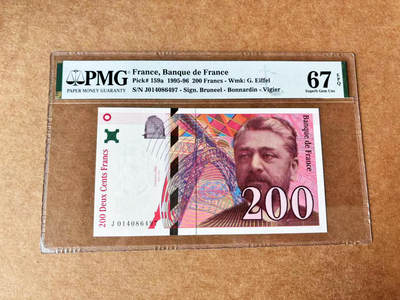 PMG
PAPER MONEY GUARANTY
France, Banque de France
Pick# 159a 1995-96 200 Francs - Wmk: G. Eiffel
S/N J014086497 - Sign. Bruneel - Bonnardin - Vigier
67 EPQ
Superb Gem Unc
200 Deux Cents Francs
Banque de France
J 014086497
200